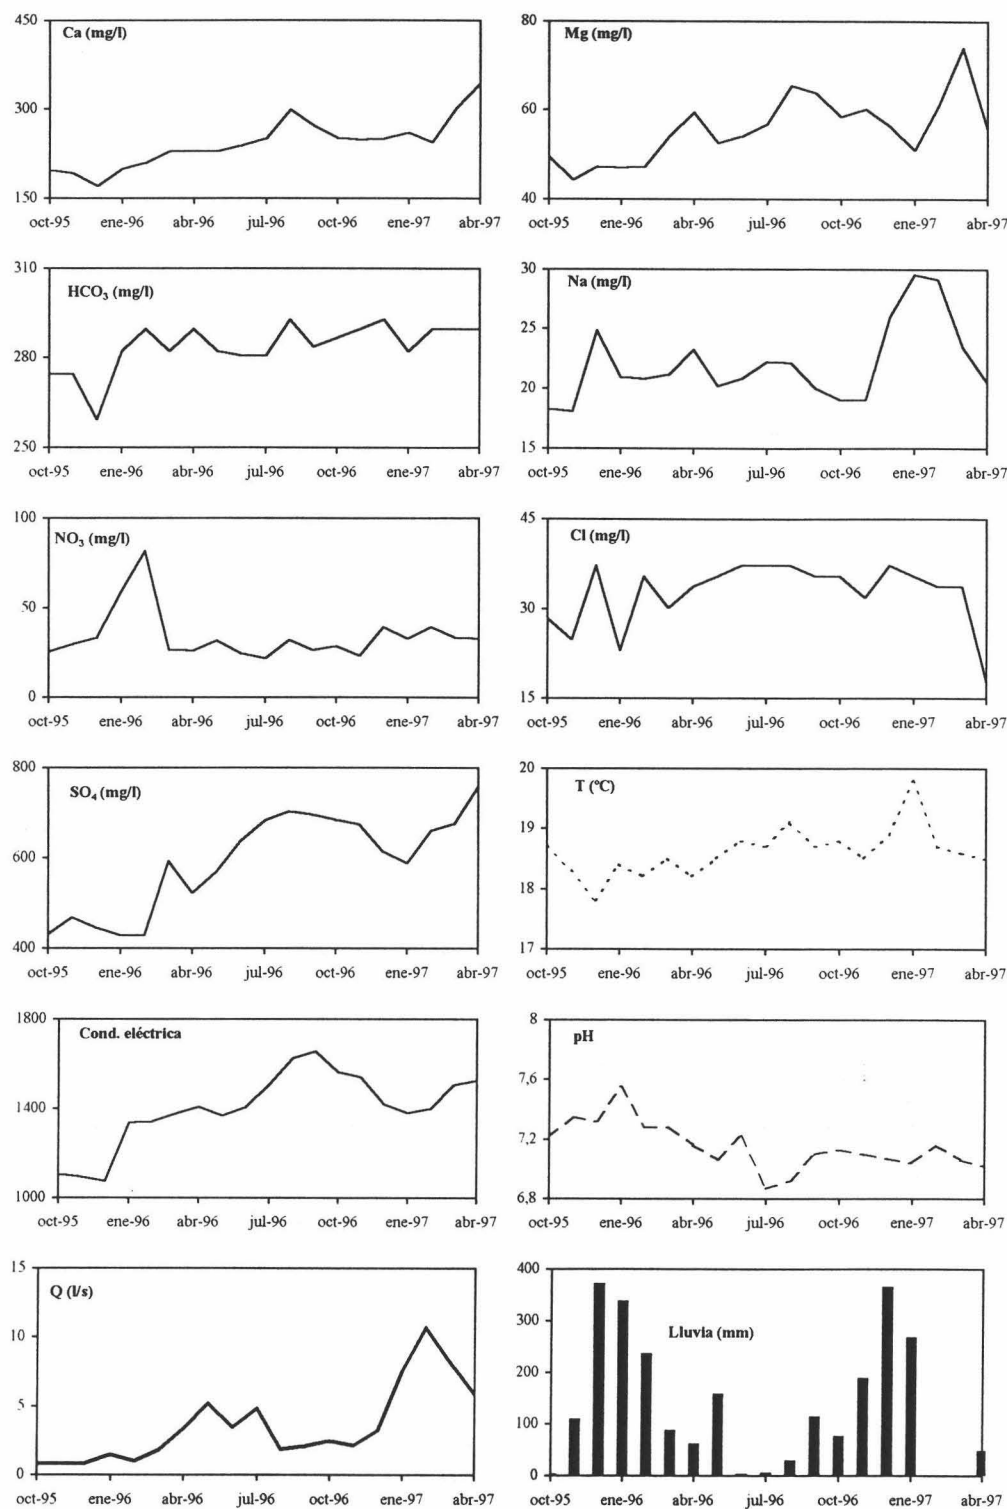 Ca (mg/l)
450
300
150
oct-95 ene-96 abr-96 jul-96 oct-96 ene-97 abr-97
Mg (mg/l)
80
60
40
oct-95 ene-96 abr-96 jul-96 oct-96 ene-97 abr-97
HCO₃ (mg/l)
310
280
250
oct-95 ene-96 abr-96 jul-96 oct-96 ene-97 abr-97
Na (mg/l)
30
25
20
15
oct-95 ene-96 abr-96 jul-96 oct-96 ene-97 abr-97
NO₃ (mg/l)
100
50
0
oct-95 ene-96 abr-96 jul-96 oct-96 ene-97 abr-97
Cl (mg/l)
45
30
15
oct-95 ene-96 abr-96 jul-96 oct-96 ene-97 abr-97
SO₄ (mg/l)
800
600
400
oct-95 ene-96 abr-96 jul-96 oct-96 ene-97 abr-97
T (ºC)
20
19
18
17
oct-95 ene-96 abr-96 jul-96 oct-96 ene-97 abr-97
Cond. eléctrica
1800
1400
1000
oct-95 ene-96 abr-96 jul-96 oct-96 ene-97 abr-97
pH
8
7,6
7,2
6,8
oct-95 ene-96 abr-96 jul-96 oct-96 ene-97 abr-97
Q (l/s)
15
10
5
0
oct-95 ene-96 abr-96 jul-96 oct-96 ene-97 abr-97
Lluvia (mm)
400
300
200
100
0
oct-95 ene-96 abr-96 jul-96 oct-96 ene-97 abr-97